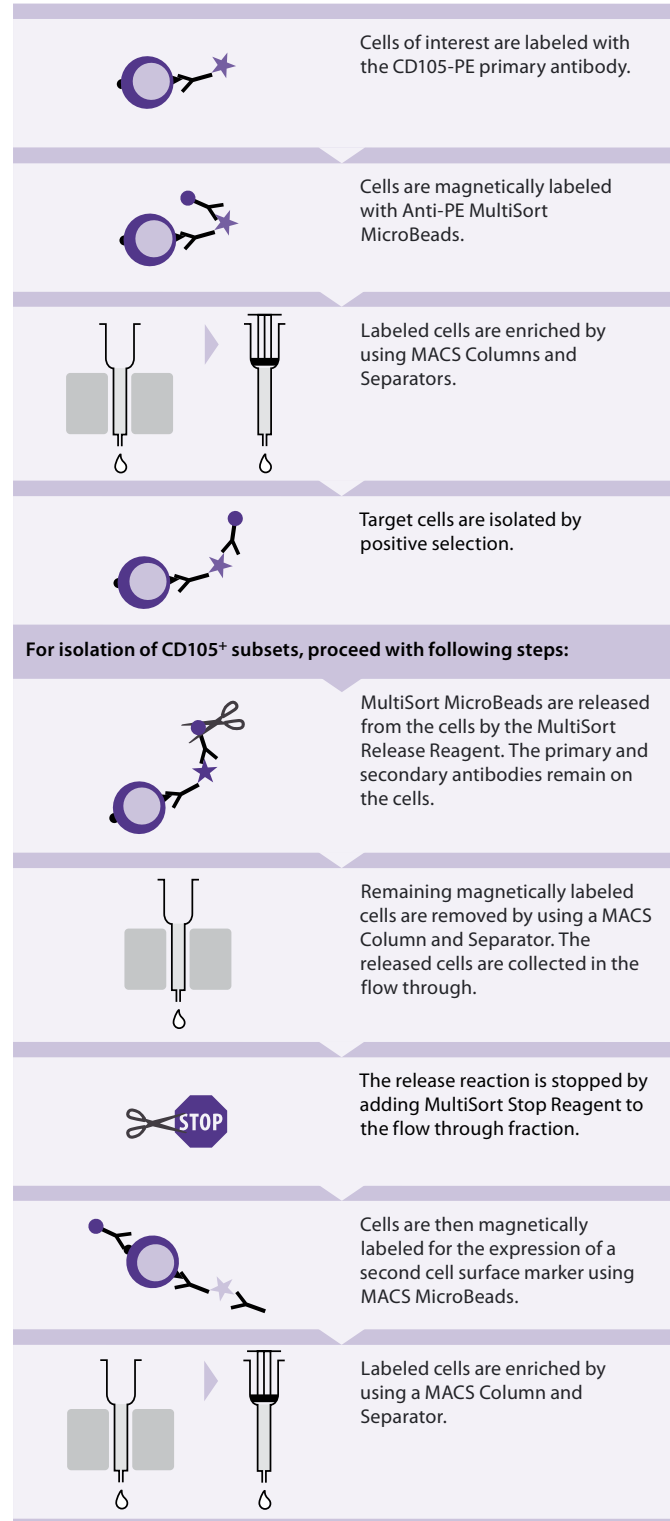 Cells of interest are labeled with
the CD105-PE primary antibody.
Cells are magnetically labeled
with Anti-PE MultiSort
MicroBeads.
Labeled cells are enriched by
using MACS Columns and
Separators.
Target cells are isolated by
positive selection.
For isolation of CD105⁺ subsets, proceed with following steps:
MultiSort MicroBeads are released
from the cells by the MultiSort
Release Reagent. The primary and
secondary antibodies remain on
the cells.
Remaining magnetically labeled
cells are removed by using a MACS
Column and Separator. The
released cells are collected in the
flow through.
STOP
The release reaction is stopped by
adding MultiSort Stop Reagent to
the flow through fraction.
Cells are then magnetically
labeled for the expression of a
second cell surface marker using
MACS MicroBeads.
Labeled cells are enriched by
using a MACS Column and
Separator.